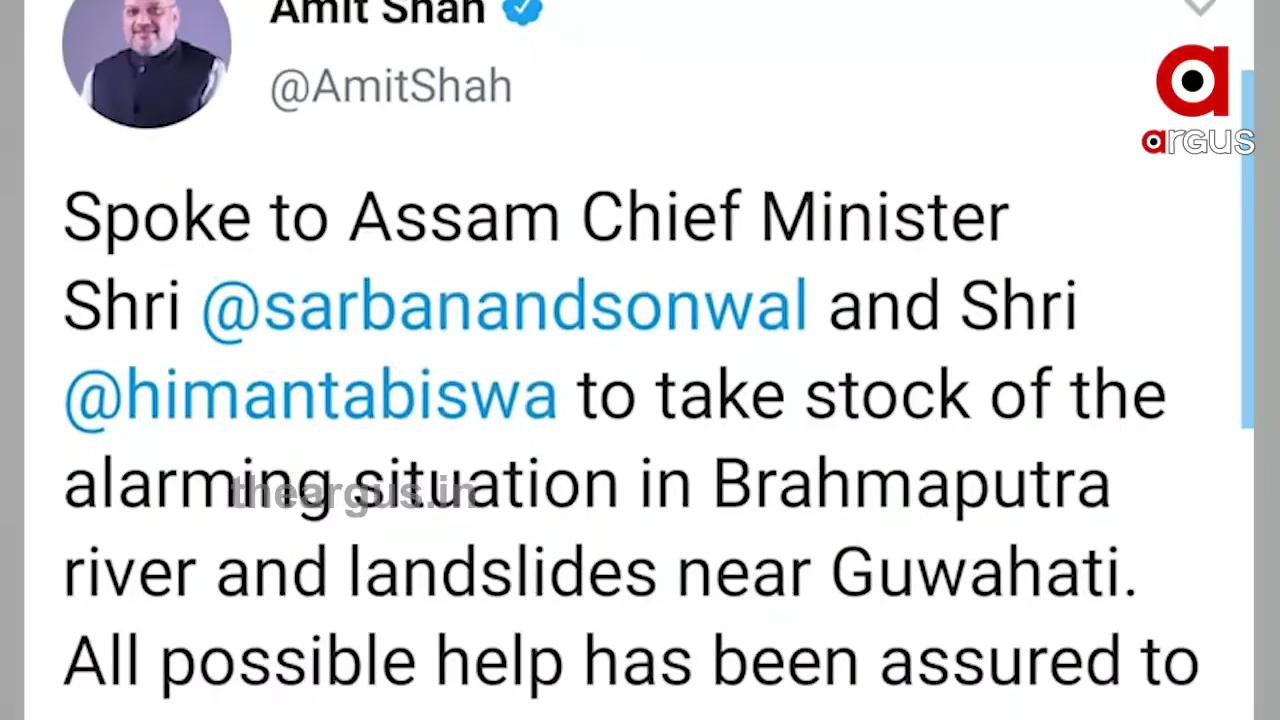 Amit Shah
@AmitShah
argus
Spoke to Assam Chief Minister
Shri @sarbanandsonwal and Shri
@himantabiswa to take stock of the
alarming situation in Brahmaputra
theargus.in
river and landslides near Guwahati.
All possible help has been assured to